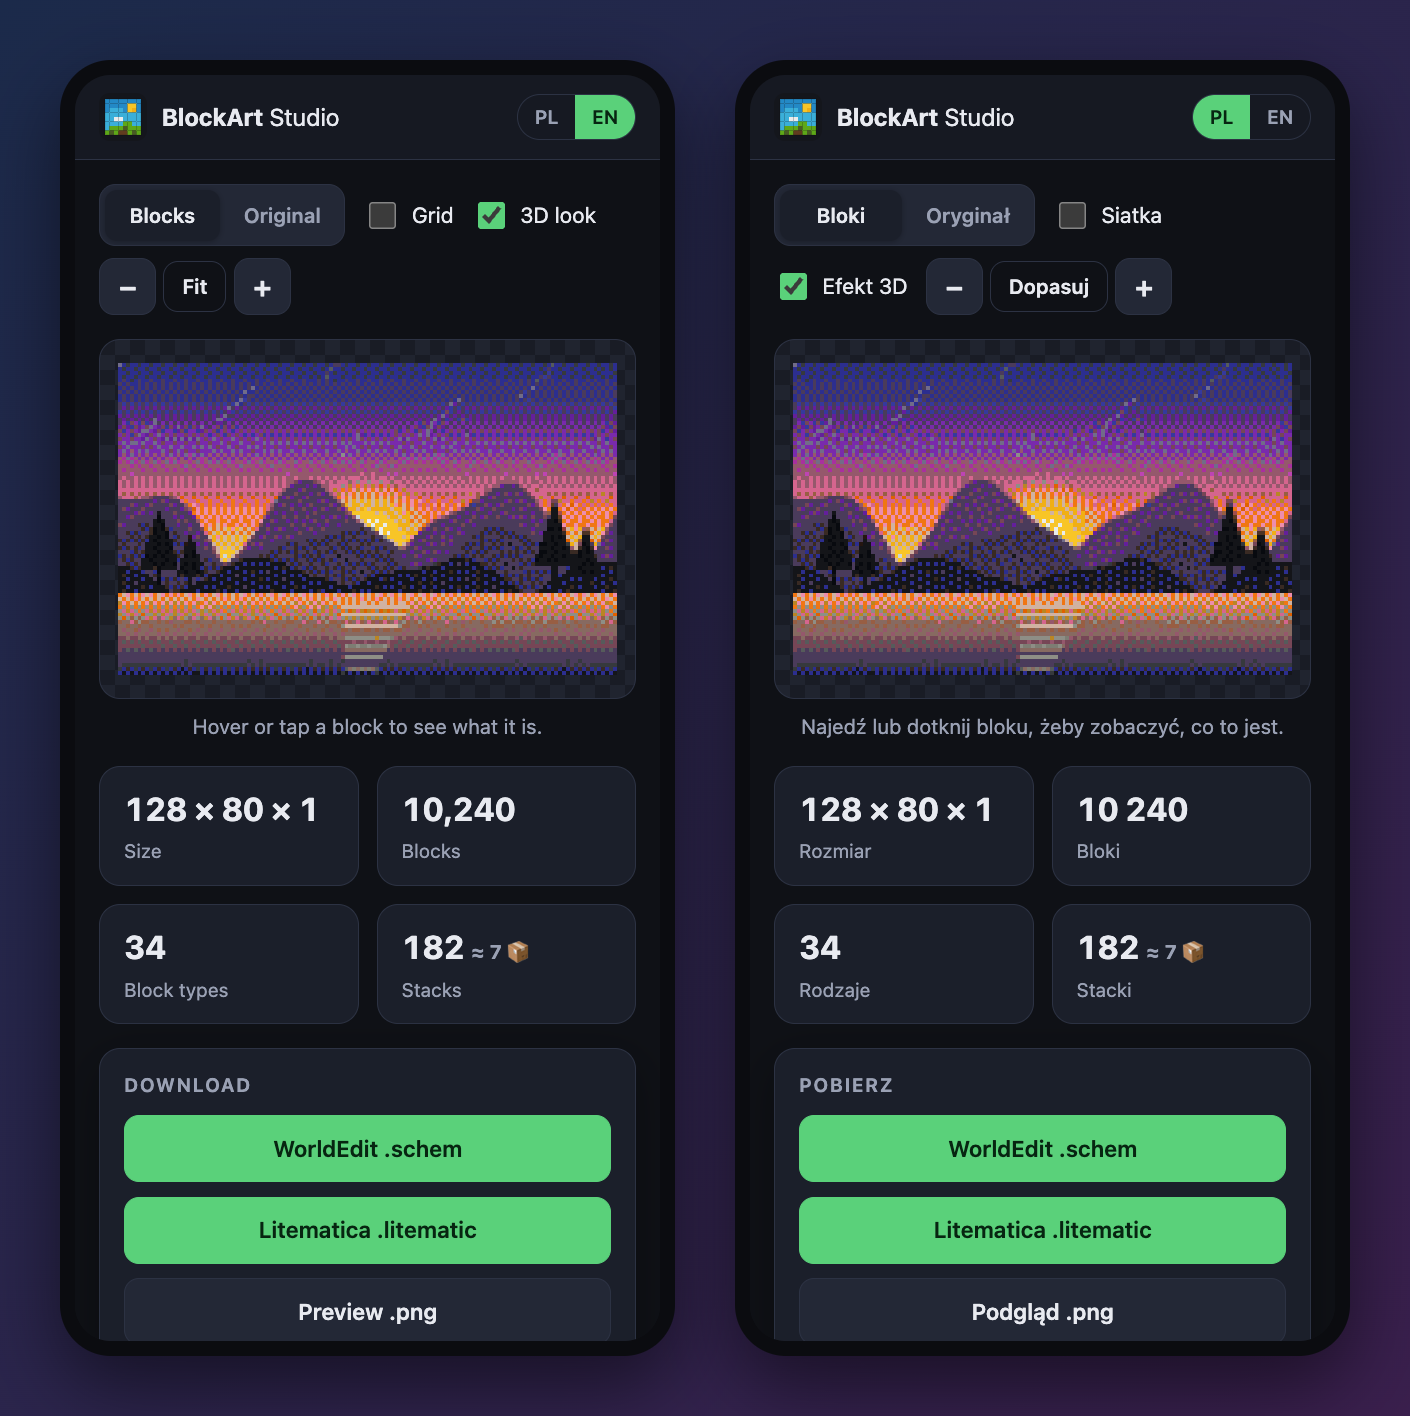 BlockArt Studio PL EN
Blocks Original Grid 3D look
− Fit +
Hover or tap a block to see what it is.
128 × 80 × 1
Size
10,240
Blocks
34
Block types
182 ≈ 7 📦
Stacks
DOWNLOAD
WorldEdit .schem
Litematica .litematic
Preview .png
BlockArt Studio PL EN
Bloki Oryginał Siatka
Efekt 3D − Dopasuj +
Najedź lub dotknij bloku, żeby zobaczyć, co to jest.
128 × 80 × 1
Rozmiar
10 240
Bloki
34
Rodzaje
182 ≈ 7 📦
Stacki
POBIERZ
WorldEdit .schem
Litematica .litematic
Podgląd .png